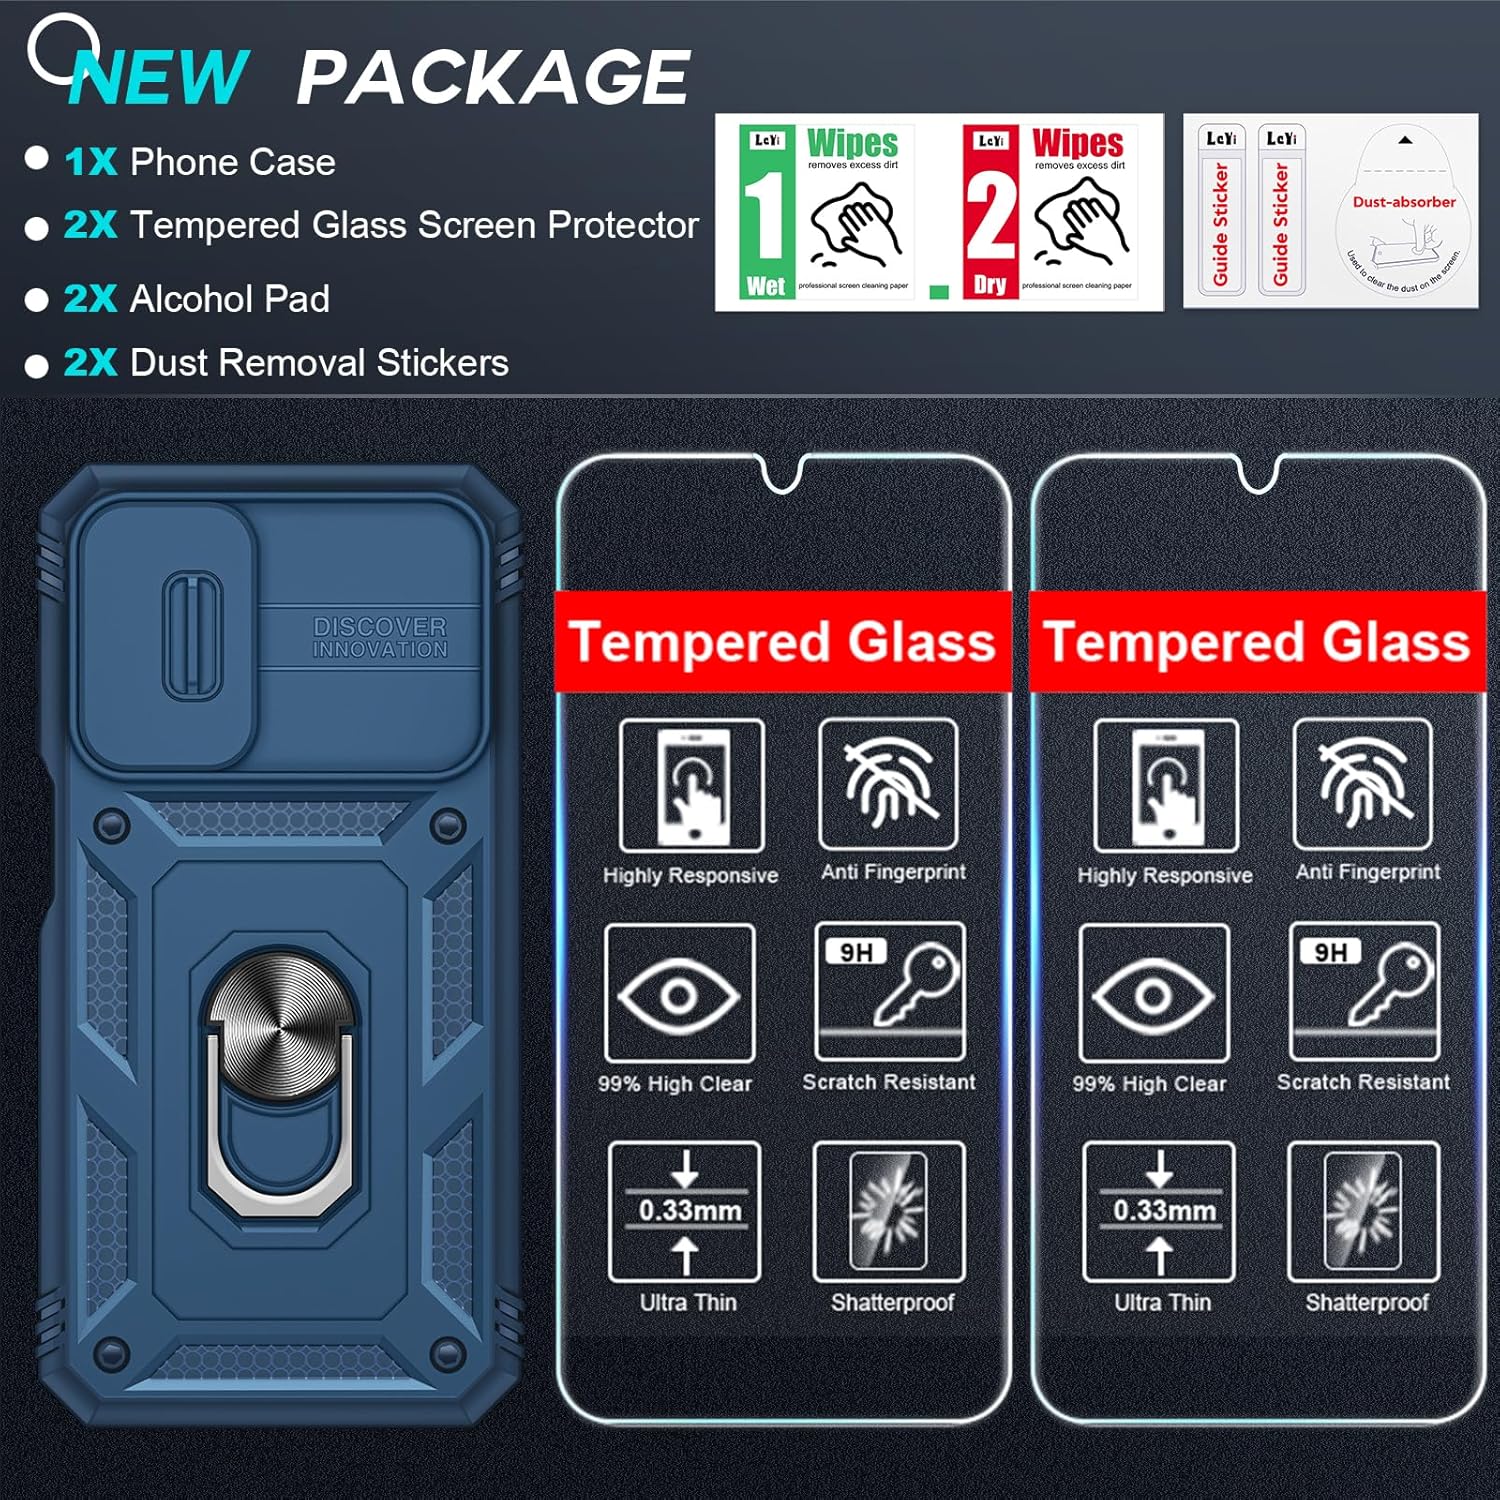 NEW PACKAGE
1X Phone Case
2X Tempered Glass Screen Protector
2X Alcohol Pad
2X Dust Removal Stickers
LcYi
Wipes
removes excess dirt
1
Wet
professional screen cleaning paper
LcYi
Wipes
removes excess dirt
2
Dry
professional screen cleaning paper
LcYi
Guide Sticker
LcYi
Guide Sticker
Dust-absorber
Used to clear the dust on the screen.
DISCOVER
INNOVATION
Tempered Glass
Highly Responsive
Anti Fingerprint
9H
99% High Clear
Scratch Resistant
0.33mm
Ultra Thin
Shatterproof
Tempered Glass
Highly Responsive
Anti Fingerprint
9H
99% High Clear
Scratch Resistant
0.33mm
Ultra Thin
Shatterproof